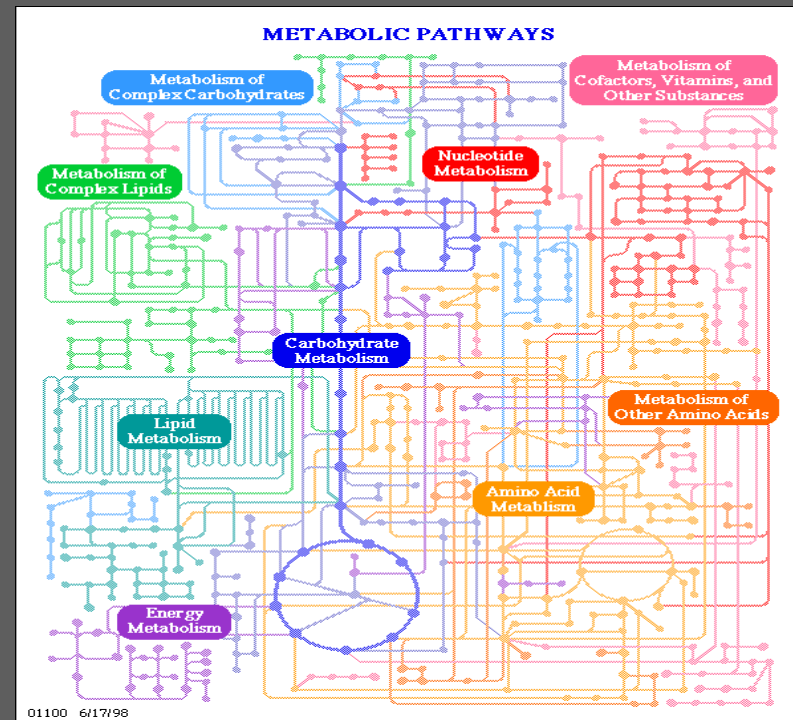 METABOLIC PATHWAYS
Metabolism of
Complex Carbohydrates
Metabolism of
Cofactors, Vitamins, and
Other Substances
Nucleotide
Metabolism
Metabolism of
Complex Lipids
Carbohydrate
Metabolism
Metabolism of
Other Amino Acids
Lipid
Metabolism
Amino Acid
Metablism
Energy
Metabolism
01100 6/17/98